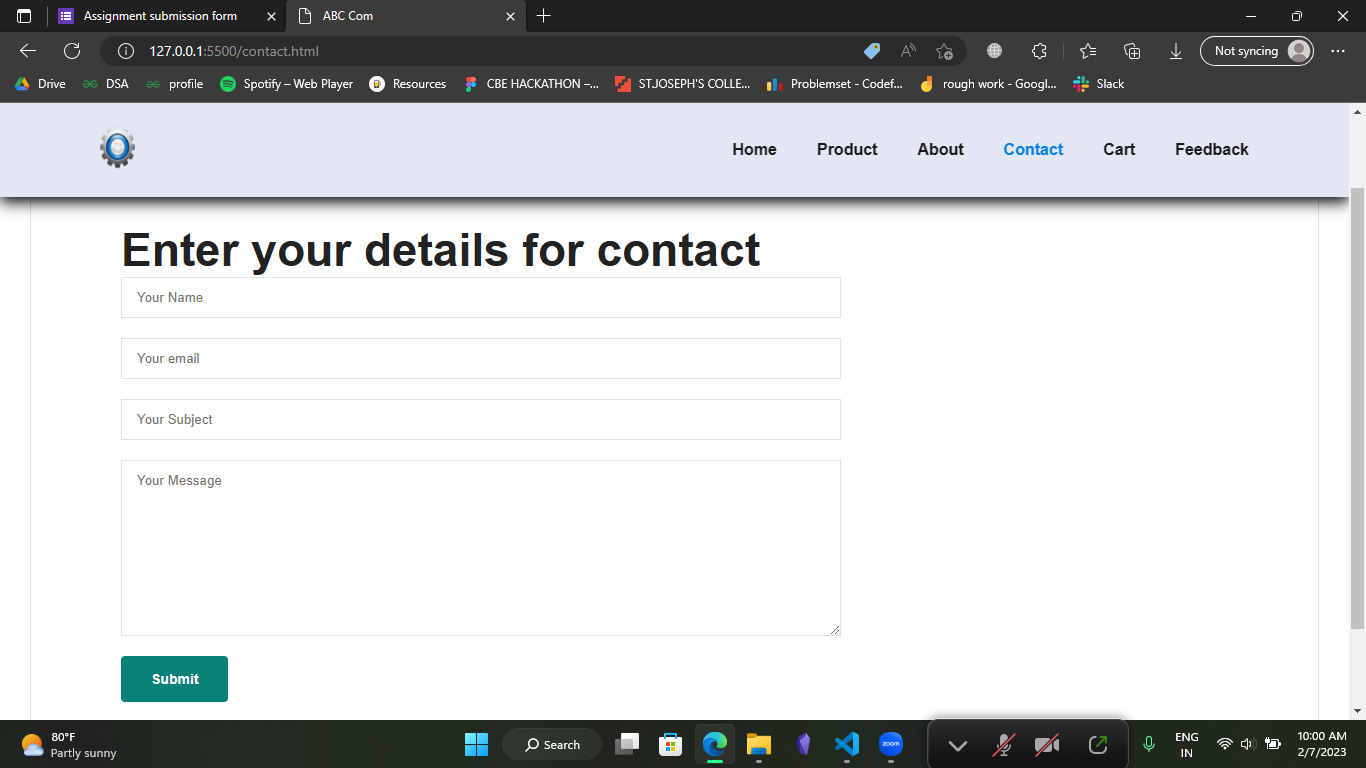 Assignment submission form
ABC Com
127.0.0.1:5500/contact.html
Not syncing
Drive
DSA
profile
Spotify – Web Player
Resources
CBE HACKATHON –...
ST.JOSEPH'S COLLE...
Problemset - Codef...
rough work - Googl...
Slack
Home
Product
About
Contact
Cart
Feedback
Enter your details for contact
Your Name
Your email
Your Subject
Your Message
Submit
80°F
Partly sunny
Search
zoom
ENG
IN
10:00 AM
2/7/2023